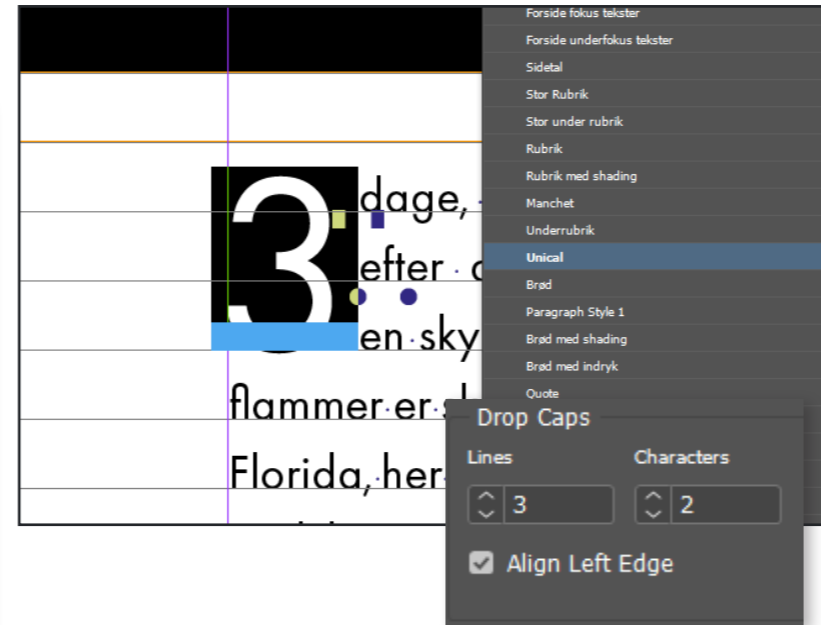 Forside fokus tekster
Forside underfokus tekster
Sidetal
Stor Rubrik
Stor under rubrik
Rubrik
Rubrik med shading
Manchet
Underrubrik
Unical
Brød
Paragraph Style 1
Brød med shading
Brød med indryk
Quote
3 dage,
efter
en sky
flammer er
Florida, her
Drop Caps
Lines Characters
3 2
Align Left Edge